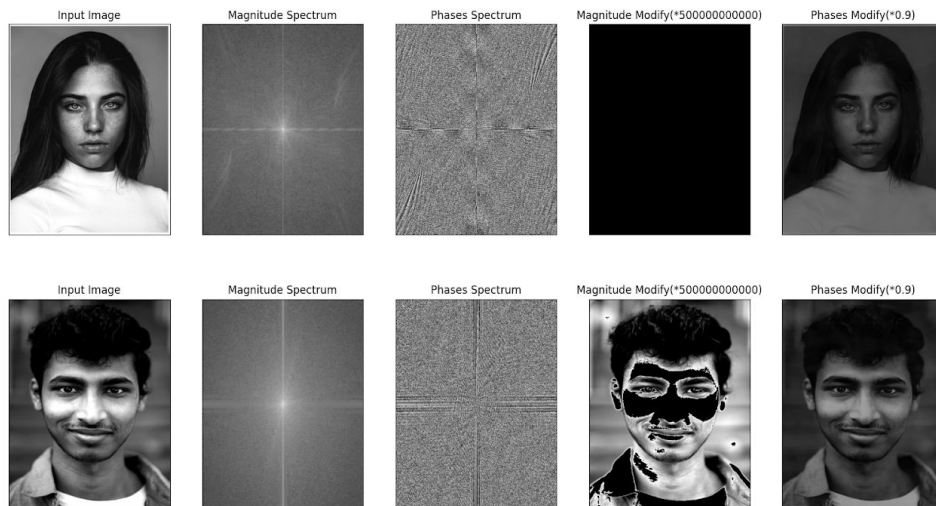 Input Image
Magnitude Spectrum
Phases Spectrum
Magnitude Modify(*500000000000)
Phases Modify(*0.9)
Input Image
Magnitude Spectrum
Phases Spectrum
Magnitude Modify(*500000000000)
Phases Modify(*0.9)